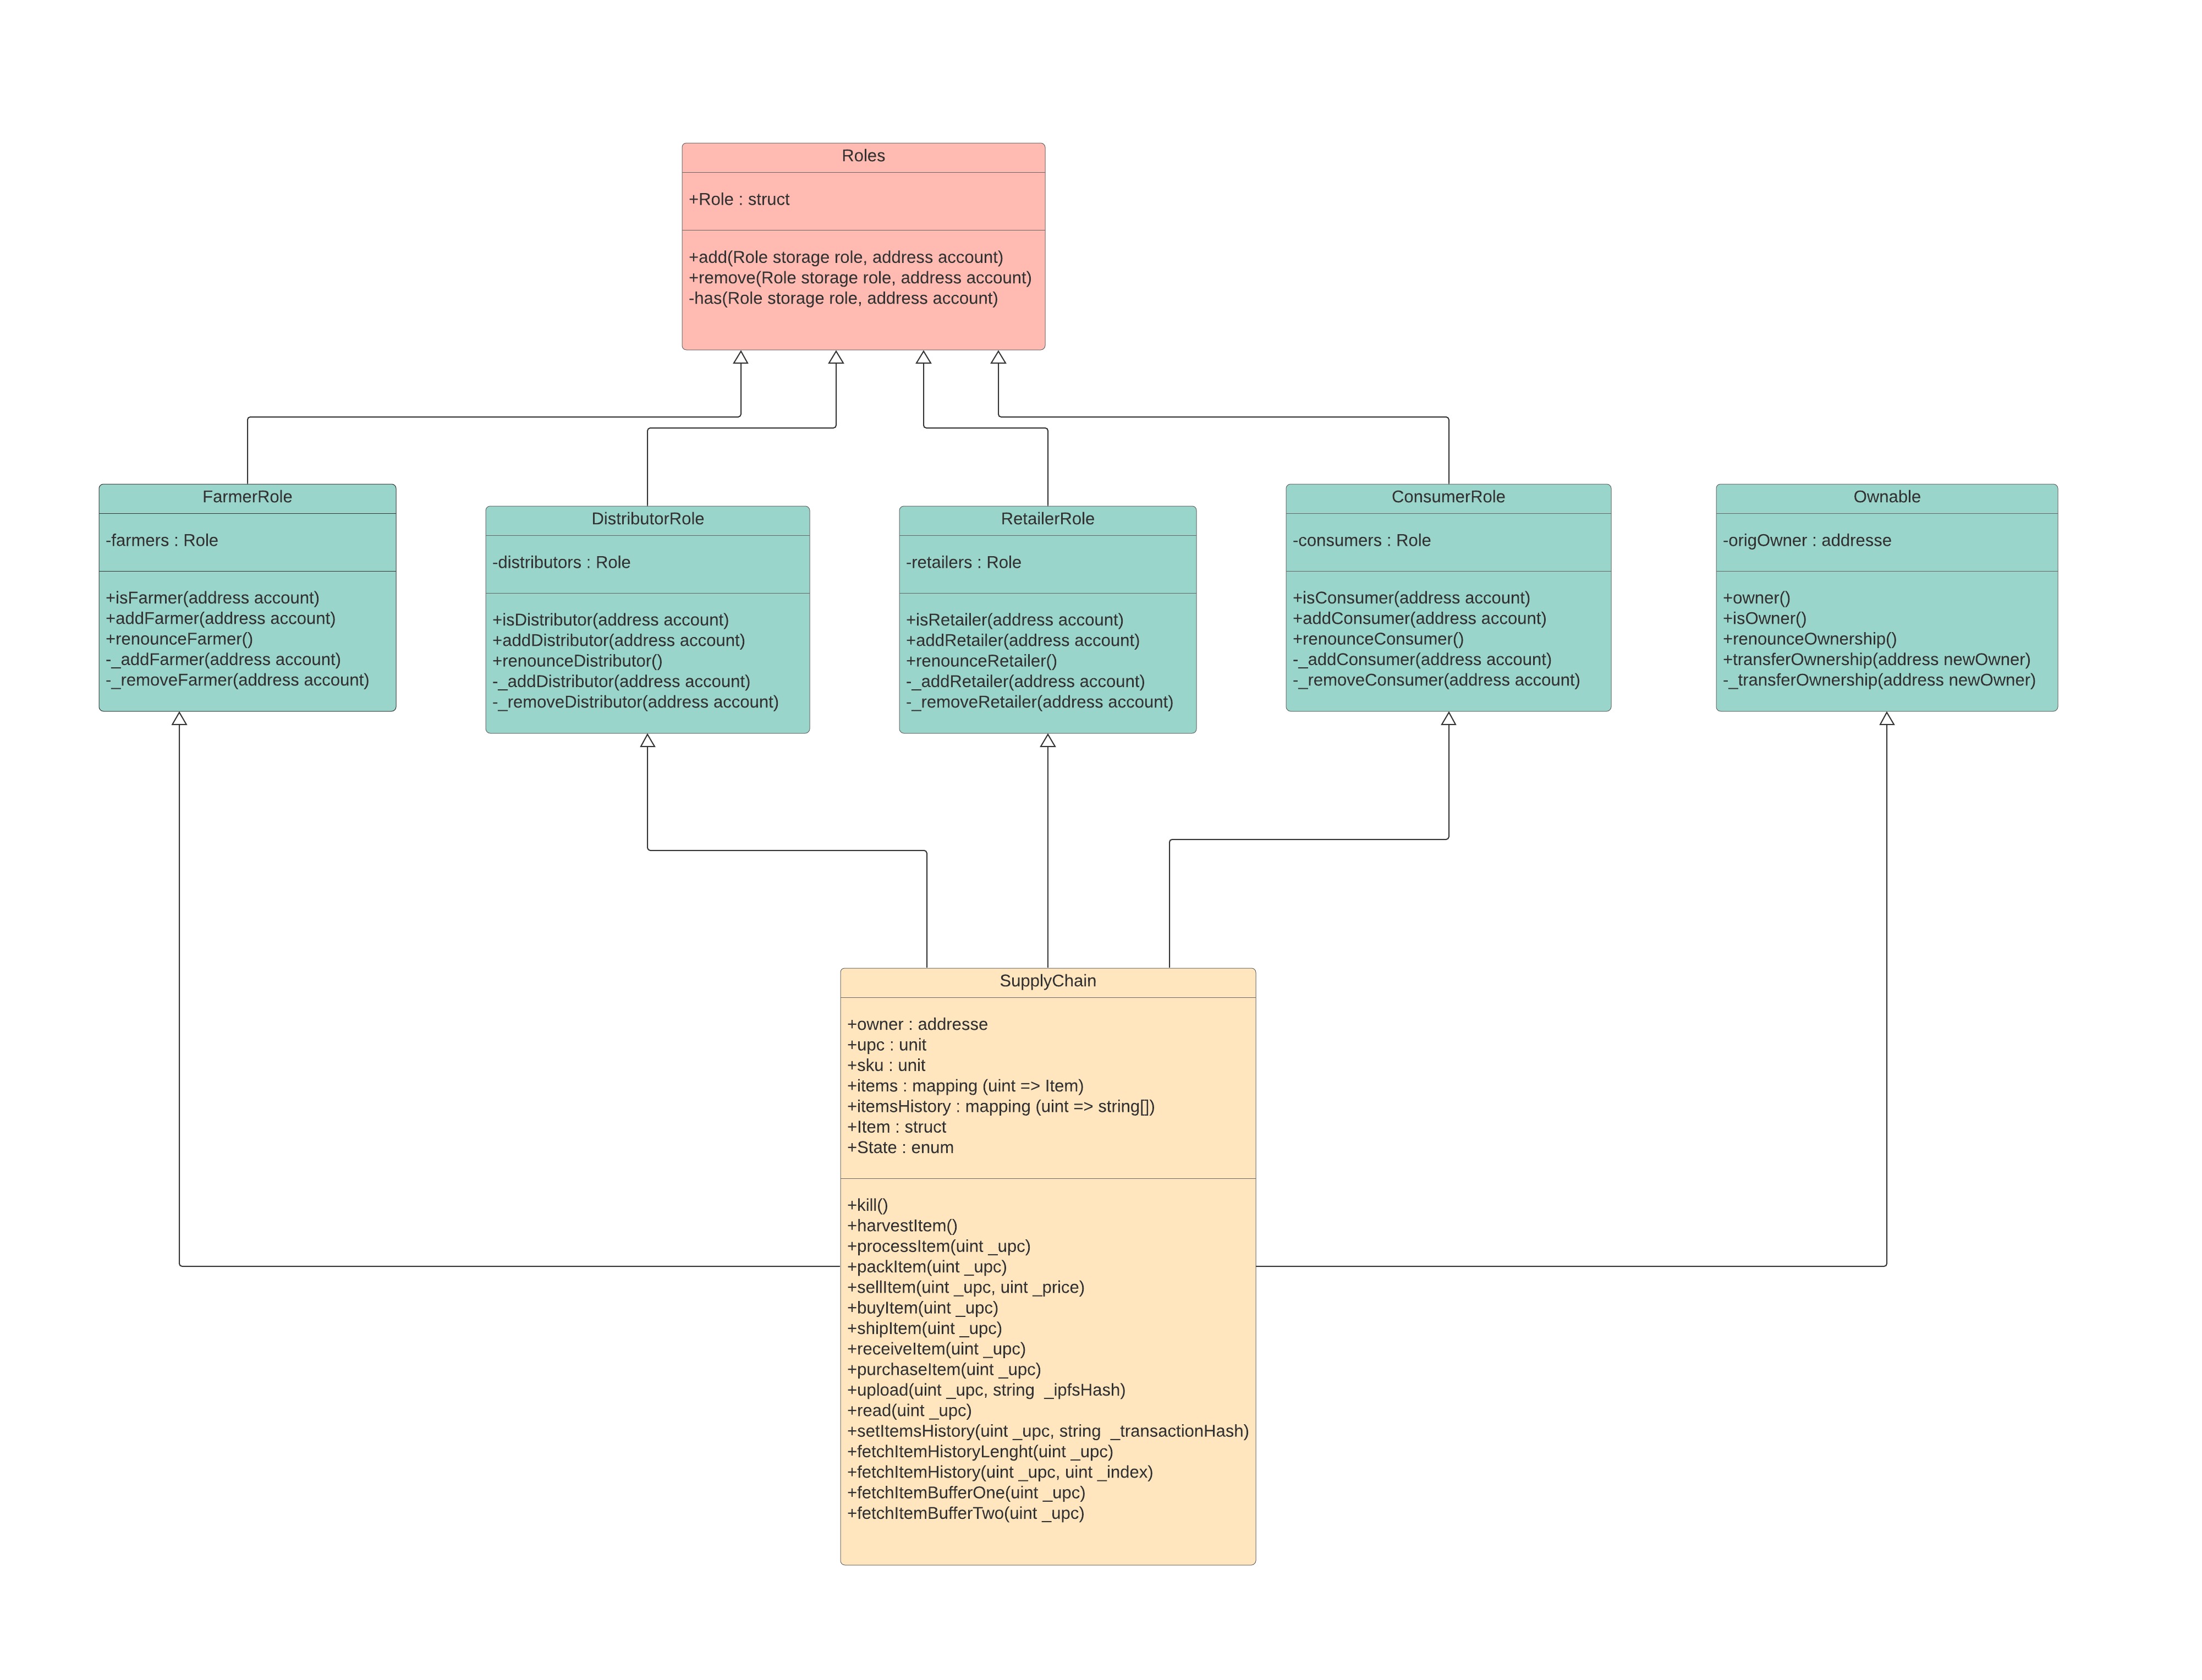 Roles
+Role : struct
+add(Role storage role, address account)
+remove(Role storage role, address account)
-has(Role storage role, address account)
FarmerRole
-farmers : Role
+isFarmer(address account)
+addFarmer(address account)
+renounceFarmer()
-_addFarmer(address account)
-_removeFarmer(address account)
DistributorRole
-distributors : Role
+isDistributor(address account)
+addDistributor(address account)
+renounceDistributor()
-_addDistributor(address account)
-_removeDistributor(address account)
RetailerRole
-retailers : Role
+isRetailer(address account)
+addRetailer(address account)
+renounceRetailer()
-_addRetailer(address account)
-_removeRetailer(address account)
ConsumerRole
-consumers : Role
+isConsumer(address account)
+addConsumer(address account)
+renounceConsumer()
-_addConsumer(address account)
-_removeConsumer(address account)
Ownable
-origOwner : addresse
+owner()
+isOwner()
+renounceOwnership()
+transferOwnership(address newOwner)
-_transferOwnership(address newOwner)
SupplyChain
+owner : addresse
+upc : unit
+sku : unit
+items : mapping (uint => Item)
+itemsHistory : mapping (uint => string[])
+Item : struct
+State : enum
+kill()
+harvestItem()
+processItem(uint _upc)
+packItem(uint _upc)
+sellItem(uint _upc, uint _price)
+buyItem(uint _upc)
+shipItem(uint _upc)
+receiveItem(uint _upc)
+purchaseItem(uint _upc)
+upload(uint _upc, string  _ipfsHash)
+read(uint _upc)
+setItemsHistory(uint _upc, string  _transactionHash)
+fetchItemHistoryLenght(uint _upc)
+fetchItemHistory(uint _upc, uint _index)
+fetchItemBufferOne(uint _upc)
+fetchItemBufferTwo(uint _upc)